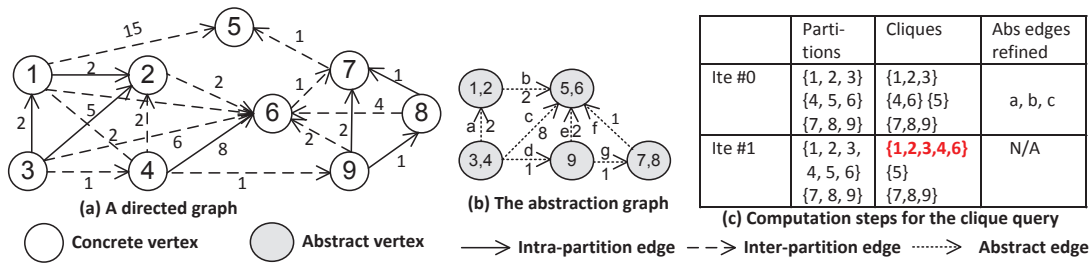 15
5
1
1
2
2
2
7
1
7
1
5
2
2
1
6
4
8
2
2
6
8
2
2
3
1
4
1
9
1
(a) A directed graph
1,2
b
2
5,6
a
2
c
8
e
2
f
1
3,4
d
1
9
g
1
7,8
(b) The abstraction graph
Parti-
tions
Cliques
Abs edges
refined
Ite #0
{1, 2, 3}
{4, 5, 6}
{7, 8, 9}
{1,2,3}
{4,6} {5}
{7,8,9}
a, b, c
Ite #1
{1, 2, 3,
4, 5, 6}
{7, 8, 9}
{1,2,3,4,6}
{5}
{7,8,9}
N/A
(c) Computation steps for the clique query
Concrete vertex
Abstract vertex
Intra-partition edge
Inter-partition edge
Abstract edge